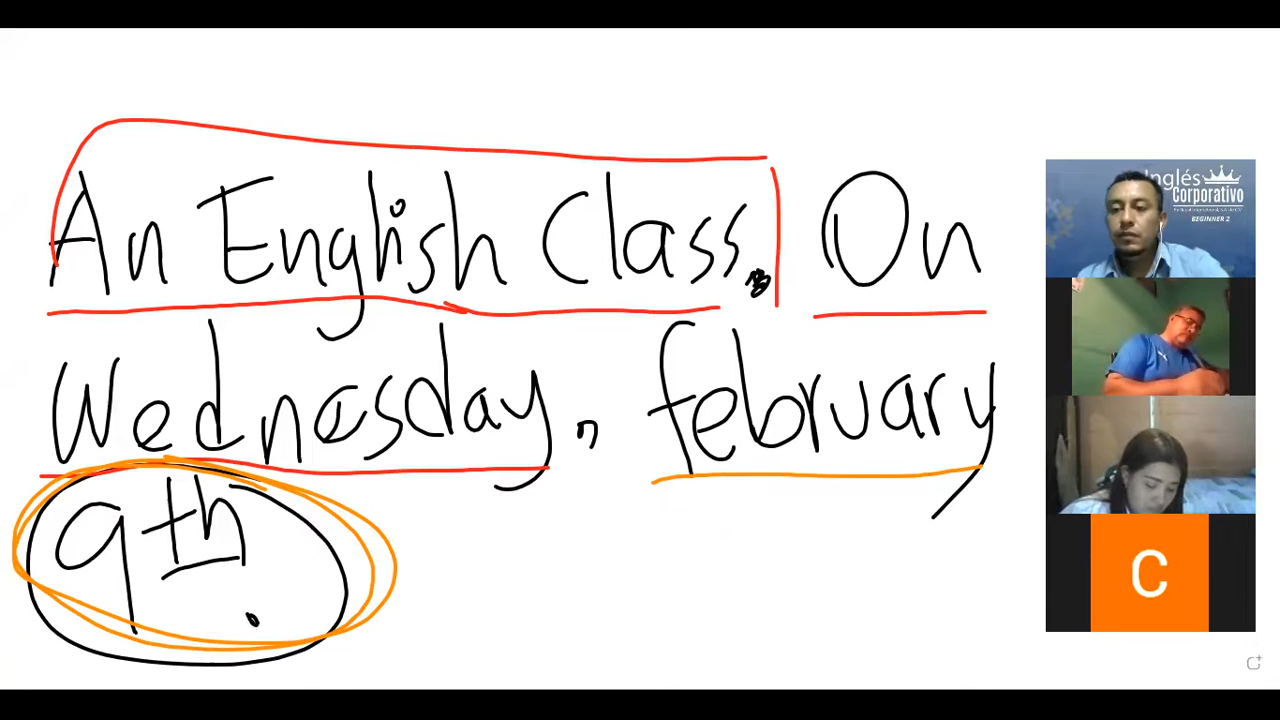 An English Class. On
Wednesday, february
9th.
Inglés
Corporativo
BEGINNER 2
C